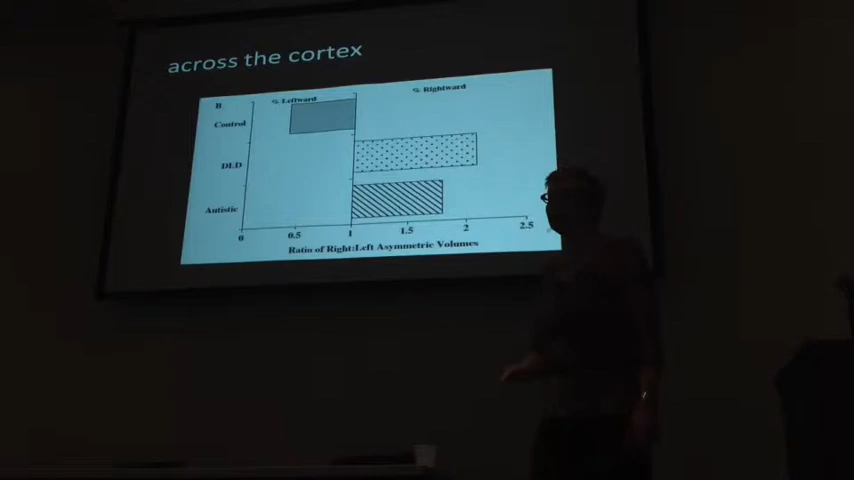 across the cortex
B
% Leftward
% Rightward
Control
DLD
Autistic
0
0.5
1
1.5
2
2.5
Ratio of Right:Left Asymmetric Volumes